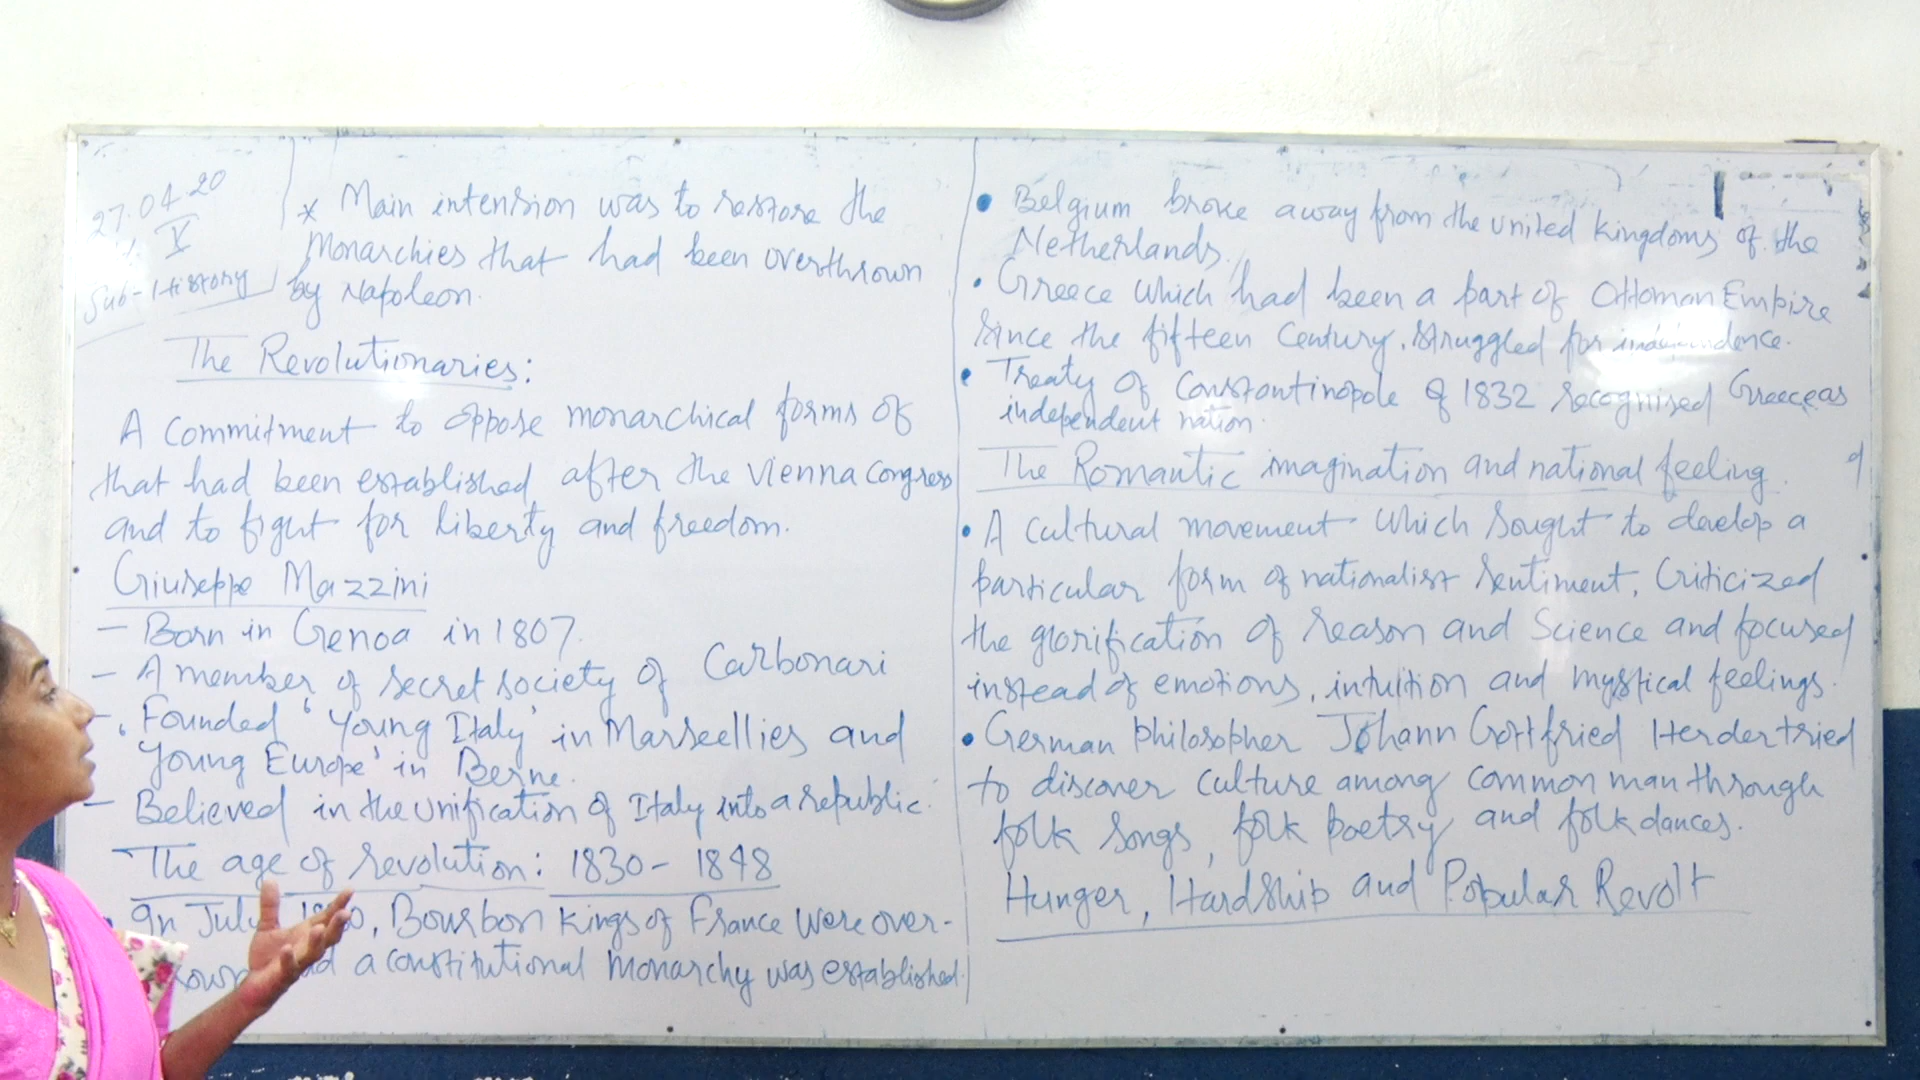 27.04.20
V
Sub-History
* Main intension was to restore the
Monarchies that had been overthrown
by Napoleon.
The Revolutionaries:
A commitment to oppose monarchical forms of
that had been established after the Vienna Congress
and to fight for liberty and freedom.
Giuseppe Mazzini
- Born in Genoa in 1807.
- A member of secret society of Carbonari
- Founded 'Young Italy' in Marseellies and
Young Europe' in Berne.
- Believed in the unification of Italy into a republic.
The age of revolution: 1830-1848
In July, Bourbon kings of France were over-
a constitutional monarchy was established.
• Belgium broke away from the united kingdoms of the
Netherlands.
• Greece which had been a part of Ottoman Empire
since the fifteen century, struggled for independence.
• Treaty of Constantinopole of 1832 recognised Greece as
independent nation.
The Romantic imagination and national feeling.
• A cultural movement which sought to develop a
particular form of nationalist sentiment, Criticized
the glorification of reason and Science and focused
instead of emotions, intuition and mystical feelings.
• German philosopher Johann Gottfried Herder tried
to discover culture among common man through
folk songs, folk poetry and folk dances.
Hunger, Hardship and Popular Revolt